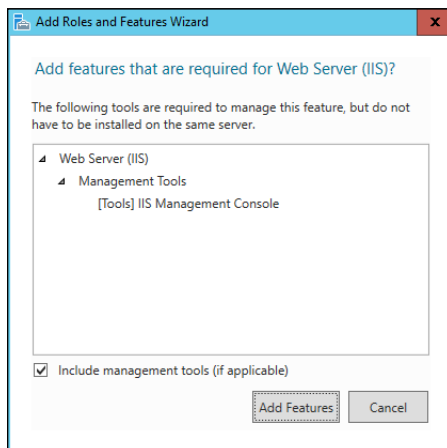 Add Roles and Features Wizard
x
Add features that are required for Web Server (IIS)?
The following tools are required to manage this feature, but do not
have to be installed on the same server.
Web Server (IIS)
Management Tools
[Tools] IIS Management Console
Include management tools (if applicable)
Add Features
Cancel